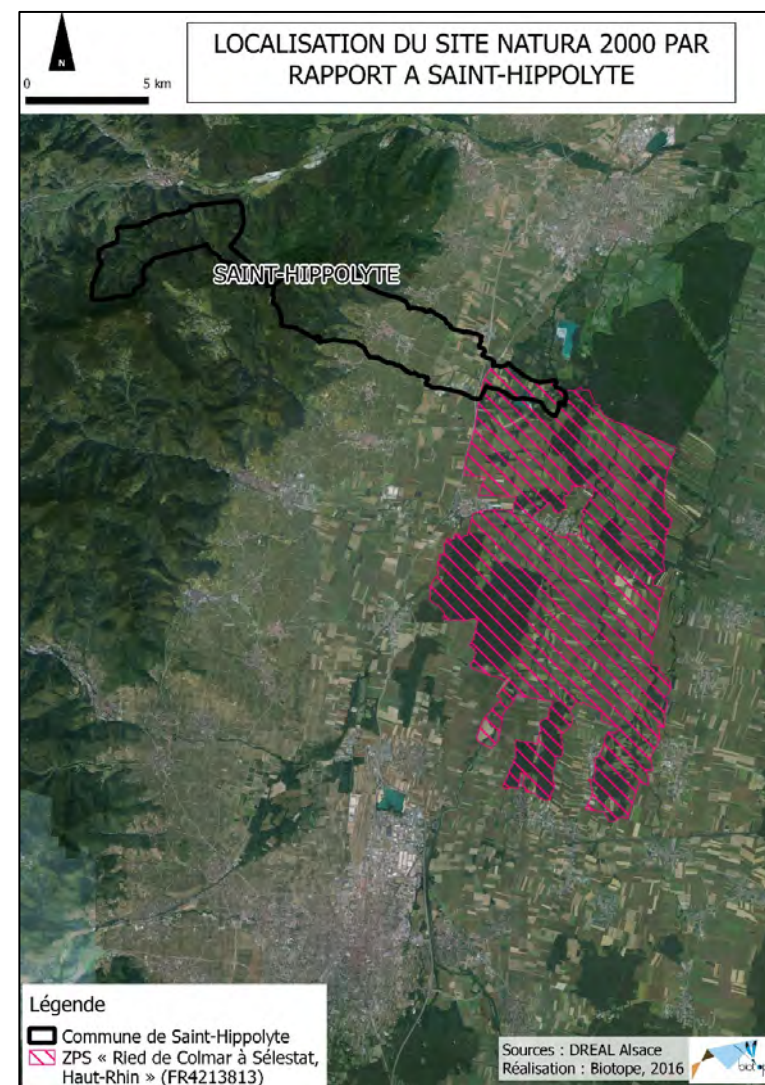 LOCALISATION DU SITE NATURA 2000 PAR
RAPPORT A SAINT-HIPPOLYTE
N
0 5 km
SAINT-HIPPOLYTE
Légende
Commune de Saint-Hippolyte
ZPS « Ried de Colmar à Sélestat,
Haut-Rhin » (FR4213813)
Sources : DREAL Alsace
Réalisation : Biotope, 2016